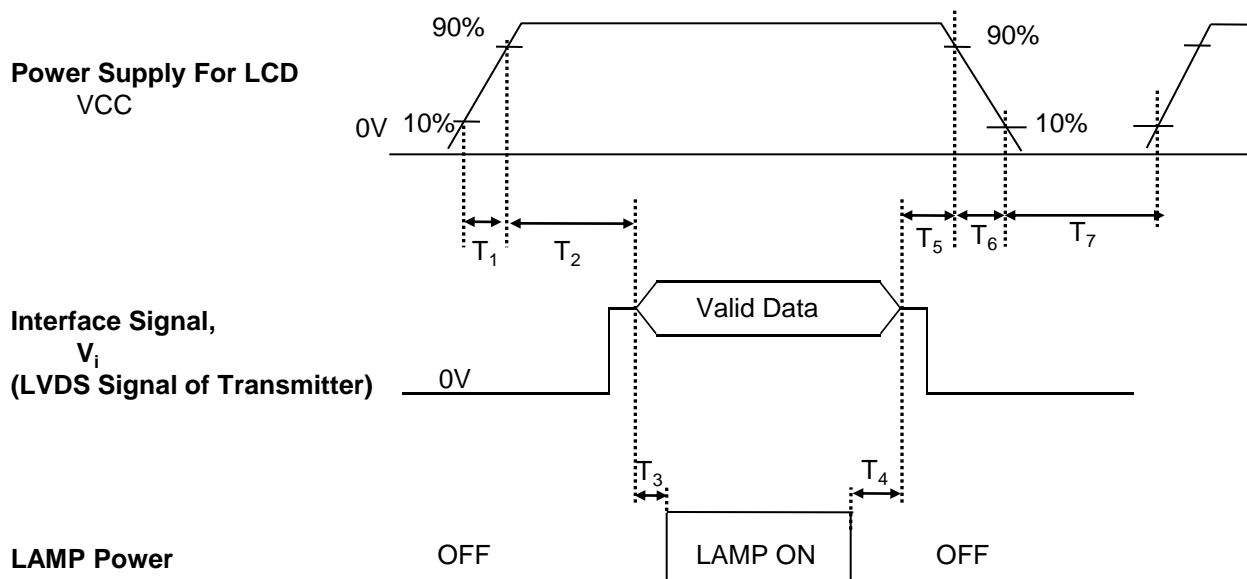 90%
90%
Power Supply For LCD
VCC
0V
10%
10%
T₁
T₂
T₅
T₆
T₇
Valid Data
Interface Signal,
Vᵢ
(LVDS Signal of Transmitter)
0V
T₃
T₄
LAMP Power
OFF
LAMP ON
OFF